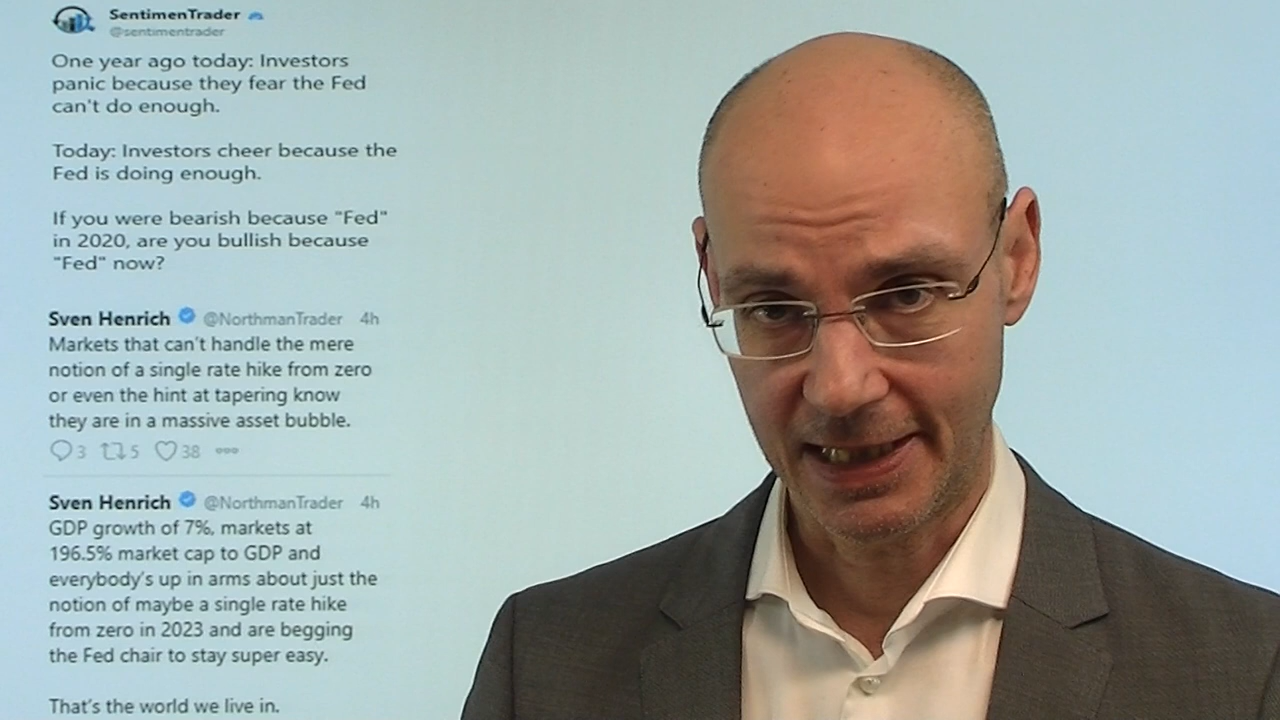 SentimenTrader
@sentimentrader
One year ago today: Investors
panic because they fear the Fed
can't do enough.
Today: Investors cheer because the
Fed is doing enough.
If you were bearish because "Fed"
in 2020, are you bullish because
"Fed" now?
Sven Henrich @NorthmanTrader 4h
Markets that can't handle the mere
notion of a single rate hike from zero
or even the hint at tapering know
they are in a massive asset bubble.
3 5 38
Sven Henrich @NorthmanTrader 4h
GDP growth of 7%, markets at
196.5% market cap to GDP and
everybody's up in arms about just the
notion of maybe a single rate hike
from zero in 2023 and are begging
the Fed chair to stay super easy.
That's the world we live in.